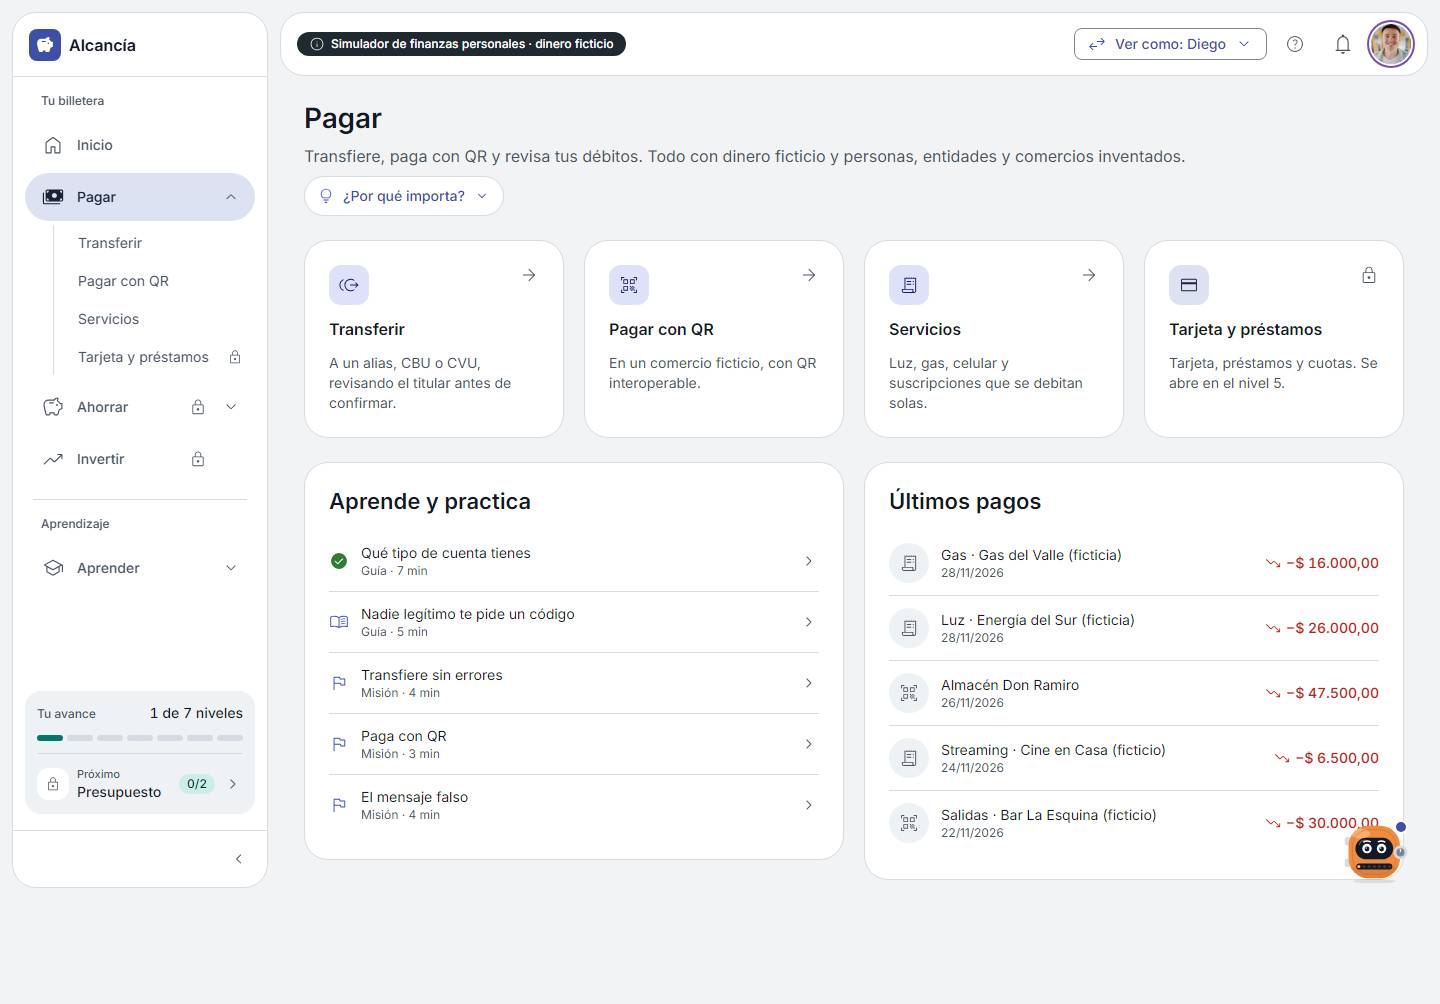 Alcancía
Simulador de finanzas personales · dinero ficticio
Ver como: Diego
Tu billetera
Inicio
Pagar
Transferir
Pagar con QR
Servicios
Tarjeta y préstamos
Ahorrar
Invertir
Aprendizaje
Aprender
Tu avance
1 de 7 niveles
Próximo
Presupuesto
0/2
Pagar
Transfiere, paga con QR y revisa tus débitos. Todo con dinero ficticio y personas, entidades y comercios inventados.
¿Por qué importa?
Transferir
A un alias, CBU o CVU,
revisando el titular antes de
confirmar.
Pagar con QR
En un comercio ficticio, con QR
interoperable.
Servicios
Luz, gas, celular y
suscripciones que se debitan
solas.
Tarjeta y préstamos
Tarjeta, préstamos y cuotas. Se
abre en el nivel 5.
Aprende y practica
Qué tipo de cuenta tienes
Guía · 7 min
Nadie legítimo te pide un código
Guía · 5 min
Transfiere sin errores
Misión · 4 min
Paga con QR
Misión · 3 min
El mensaje falso
Misión · 4 min
Últimos pagos
Gas · Gas del Valle (ficticia)
28/11/2026
−$ 16.000,00
Luz · Energía del Sur (ficticia)
28/11/2026
−$ 26.000,00
Almacén Don Ramiro
26/11/2026
−$ 47.500,00
Streaming · Cine en Casa (ficticio)
24/11/2026
−$ 6.500,00
Salidas · Bar La Esquina (ficticio)
22/11/2026
−$ 30.000,00